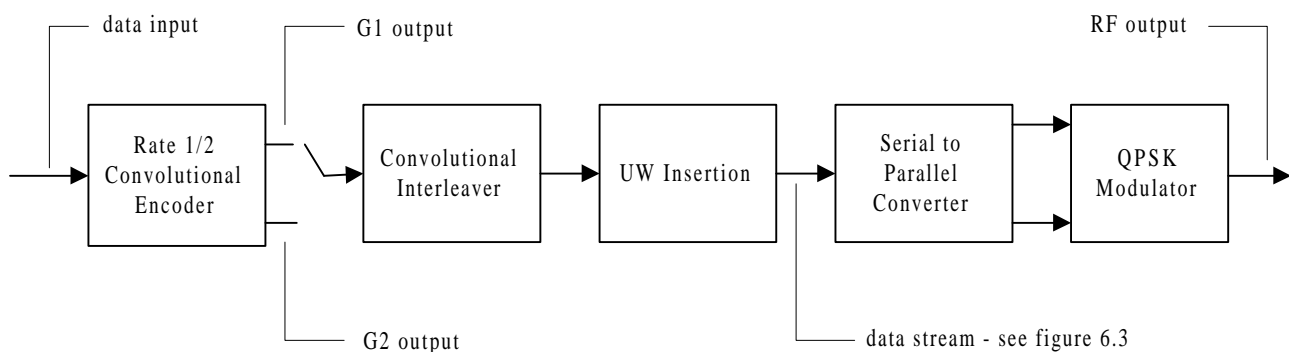 data input
G1 output
RF output
Rate 1/2
Convolutional
Encoder
Convolutional
Interleaver
UW Insertion
Serial to
Parallel
Converter
QPSK
Modulator
G2 output
data stream - see figure 6.3